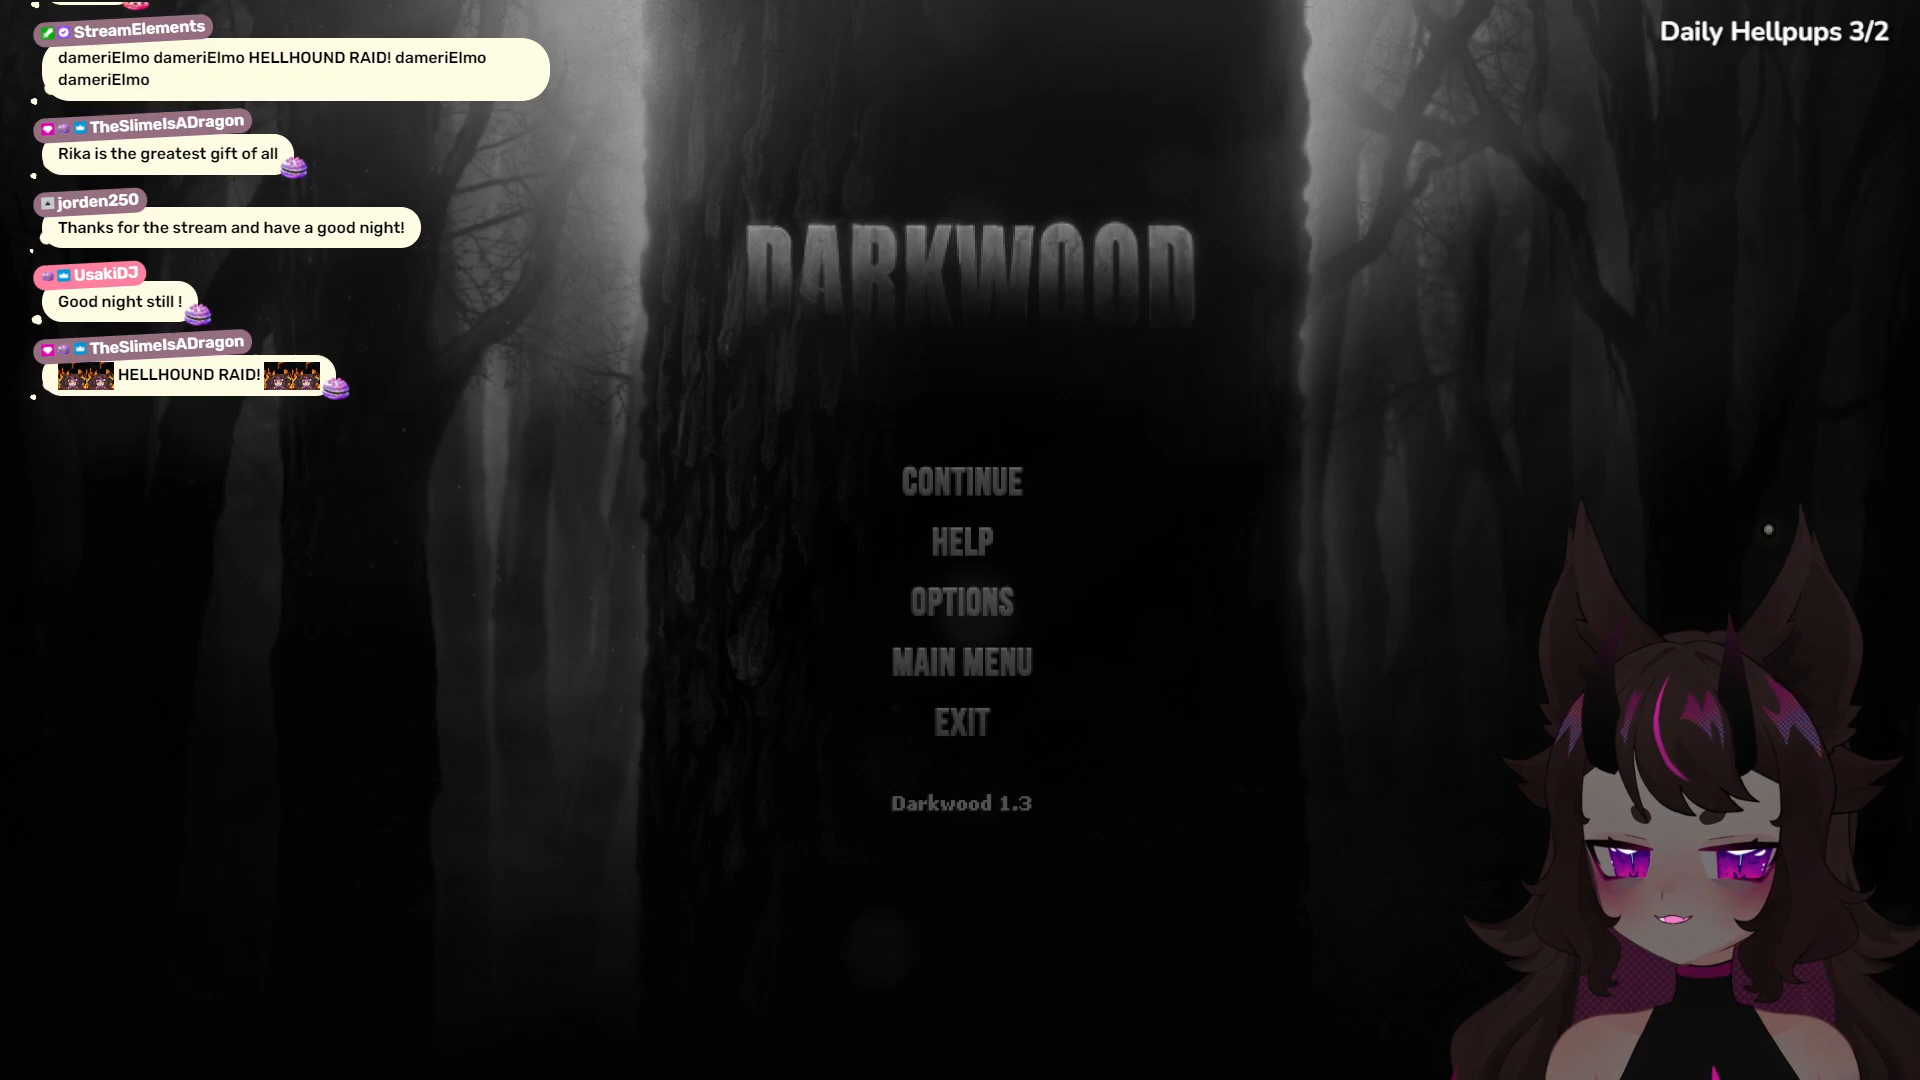 StreamElements
dameriElmo dameriElmo HELLHOUND RAID! dameriElmo
dameriElmo
TheSlimeIsADragon
Rika is the greatest gift of all
jorden250
Thanks for the stream and have a good night!
UsakiDJ
Good night still !
TheSlimeIsADragon
HELLHOUND RAID!
Daily Hellpups 3/2
DARKWOOD
CONTINUE
HELP
OPTIONS
MAIN MENU
EXIT
Darkwood 1.3